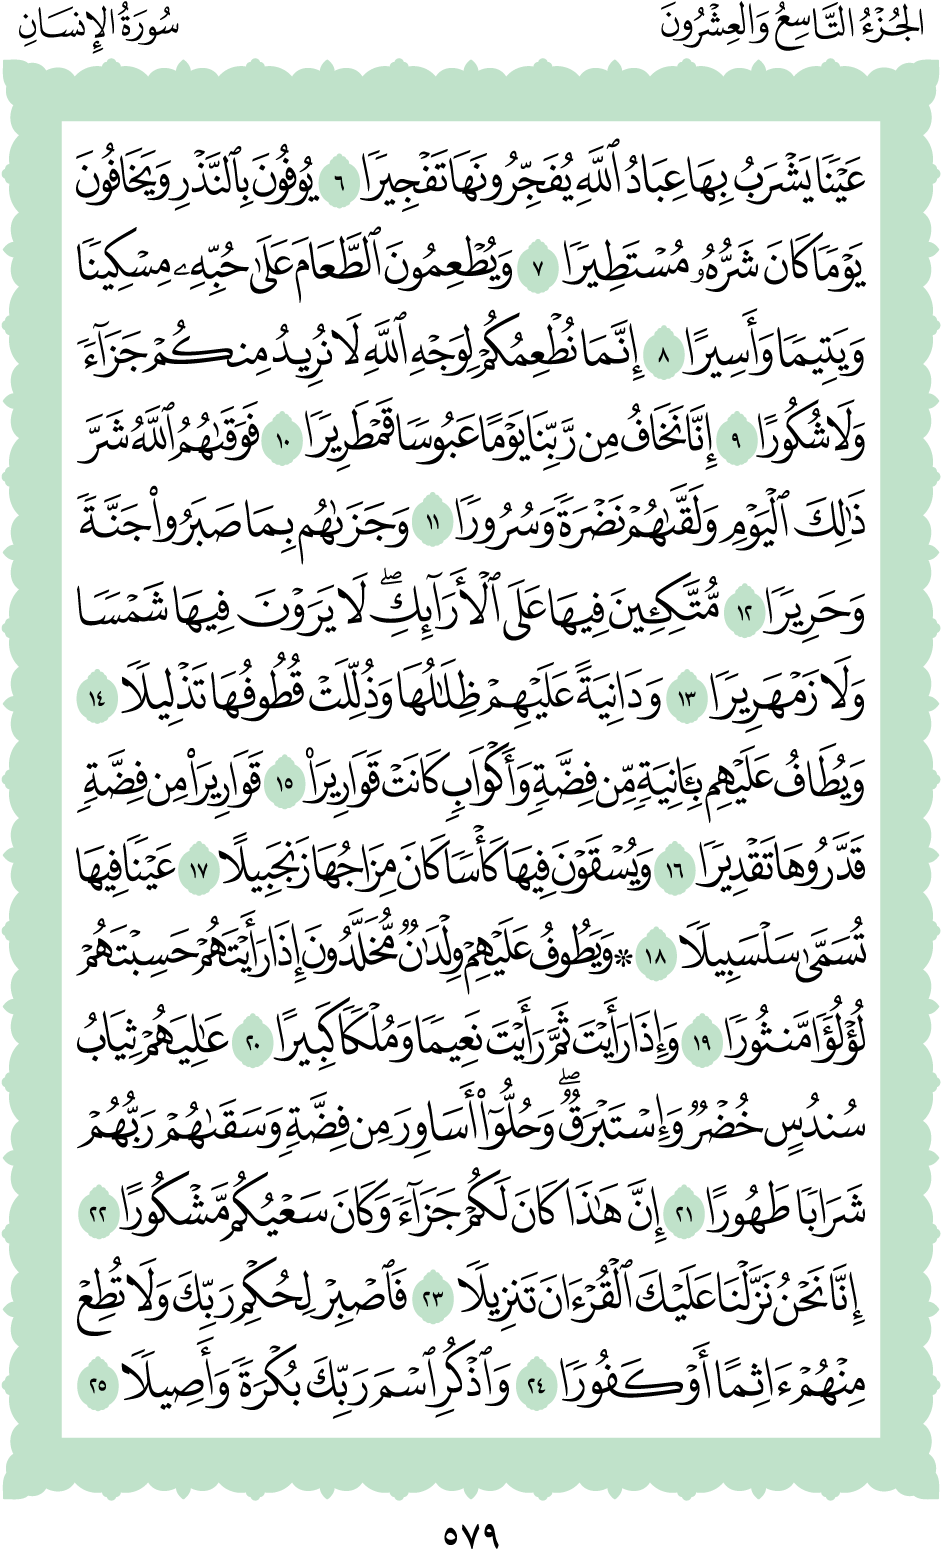 الجُزْءُ التَّاسِعُ وَالعِشْرُونَ
سُورَةُ الإِنسَانِ
عَيْنٗا يَشْرَبُ بِهَا عِبَادُ ٱللَّهِ يُفَجِّرُونَهَا تَفْجِيرٗا ٦ يُوفُونَ بِٱلنَّذْرِ وَيَخَافُونَ
يَوْمٗا كَانَ شَرُّهُۥ مُسْتَطِيرٗا ٧ وَيُطْعِمُونَ ٱلطَّعَامَ عَلَىٰ حُبِّهِۦ مِسْكِينٗا
وَيَتِيمٗا وَأَسِيرًا ٨ إِنَّمَا نُطْعِمُكُمْ لِوَجْهِ ٱللَّهِ لَا نُرِيدُ مِنكُمْ جَزَآءٗ
وَلَا شُكُورًا ٩ إِنَّا نَخَافُ مِن رَّبِّنَا يَوْمًا عَبُوسٗا قَمْطَرِيرٗا ١٠ فَوَقَىٰهُمُ ٱللَّهُ شَرَّ
ذَٰلِكَ ٱلْيَوْمِ وَلَقَّىٰهُمْ نَضْرَةٗ وَسُرُورٗا ١١ وَجَزَىٰهُم بِمَا صَبَرُواْ جَنَّةٗ
وَحَرِيرٗا ١٢ مُّتَّكِـِٔينَ فِيهَا عَلَى ٱلْأَرَآئِكِۖ لَا يَرَوْنَ فِيهَا شَمْسٗا
وَلَا زَمْهَرِيرٗا ١٣ وَدَانِيَةً عَلَيْهِمْ ظِلَٰلُهَا وَذُلِّلَتْ قُطُوفُهَا تَذْلِيلٗا ١٤
وَيُطَافُ عَلَيْهِم بِـَٔانِيَةٖ مِّن فِضَّةٖ وَأَكْوَابٖ كَانَتْ قَوَارِيرَا۠ ١٥ قَوَارِيرَاْ مِن فِضَّةٖ
قَدَّرُوهَا تَقْدِيرٗا ١٦ وَيُسْقَوْنَ فِيهَا كَأْسٗا كَانَ مِزَاجُهَا زَنجَبِيلًا ١٧ عَيْنٗا فِيهَا
تُسَمَّىٰ سَلْسَبِيلٗا ١٨ ۞وَيَطُوفُ عَلَيْهِمْ وِلْدَٰنٞ مُّخَلَّدُونَ إِذَا رَأَيْتَهُمْ حَسِبْتَهُمْ
لُؤْلُؤٗا مَّنثُورٗا ١٩ وَإِذَا رَأَيْتَ ثَمَّ رَأَيْتَ نَعِيمٗا وَمُلْكٗا كَبِيرًا ٢٠ عَٰلِيَهُمْ ثِيَابُ
سُندُسٍ خُضْرٞ وَإِسْتَبْرَقٞۖ وَحُلُّوٓاْ أَسَاوِرَ مِن فِضَّةٖ وَسَقَىٰهُمْ رَبُّهُمْ
شَرَابٗا طَهُورًا ٢١ إِنَّ هَٰذَا كَانَ لَكُمْ جَزَآءٗ وَكَانَ سَعْيُكُم مَّشْكُورًا ٢٢
إِنَّا نَحْنُ نَزَّلْنَا عَلَيْكَ ٱلْقُرْءَانَ تَنزِيلٗا ٢٣ فَٱصْبِرْ لِحُكْمِ رَبِّكَ وَلَا تُطِعْ
مِنْهُمْ ءَاثِمًا أَوْ كَفُورٗا ٢٤ وَٱذْكُرِ ٱسْمَ رَبِّكَ بُكْرَةٗ وَأَصِيلٗا ٢٥
٥٧٩